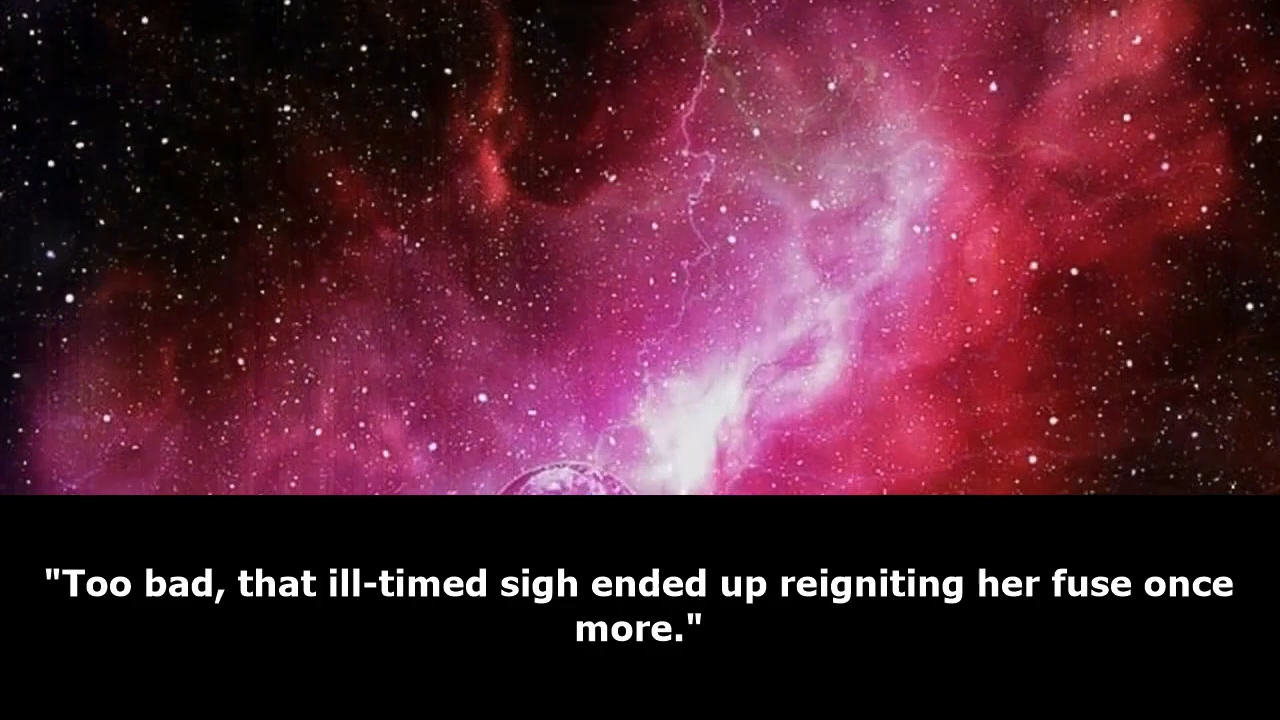 "Too bad, that ill-timed sigh ended up reigniting her fuse once
more."